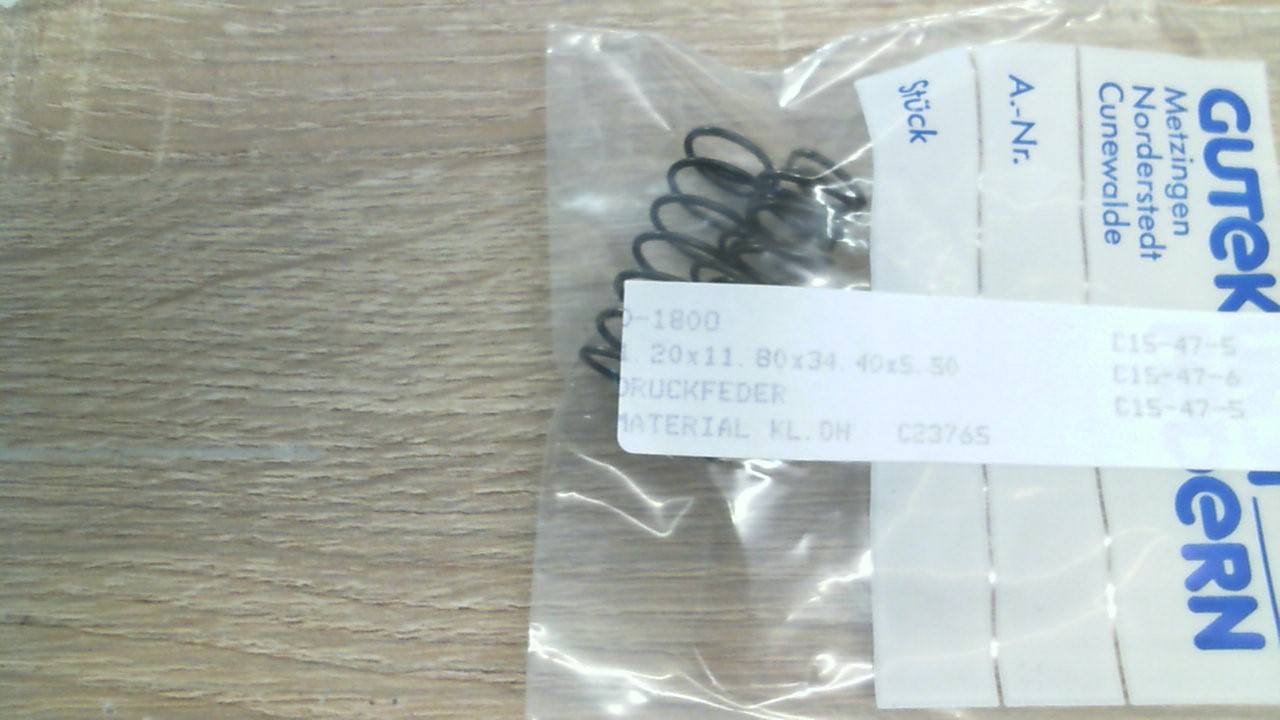 GUTEK
Metzingen
Norderstedt
Cunewalde
A.-Nr.
Stück
D-1800
1.20x11.80x34.40x5.50
DRUCKFEDER
MATERIAL KL.DH C23765
C15-47-5
C15-47-6
C15-47-5
DERN